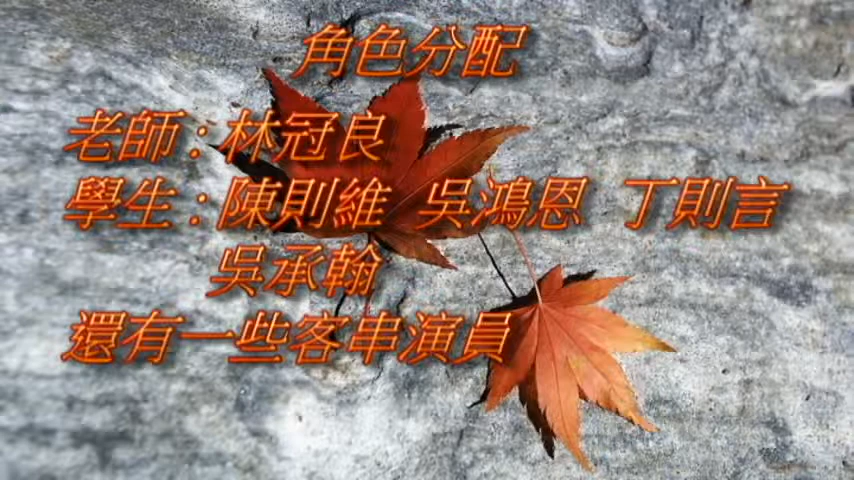 角色分配
老師:林冠良
學生:陳則維 吳鴻恩 丁則言
吳承翰
還有一些客串演員